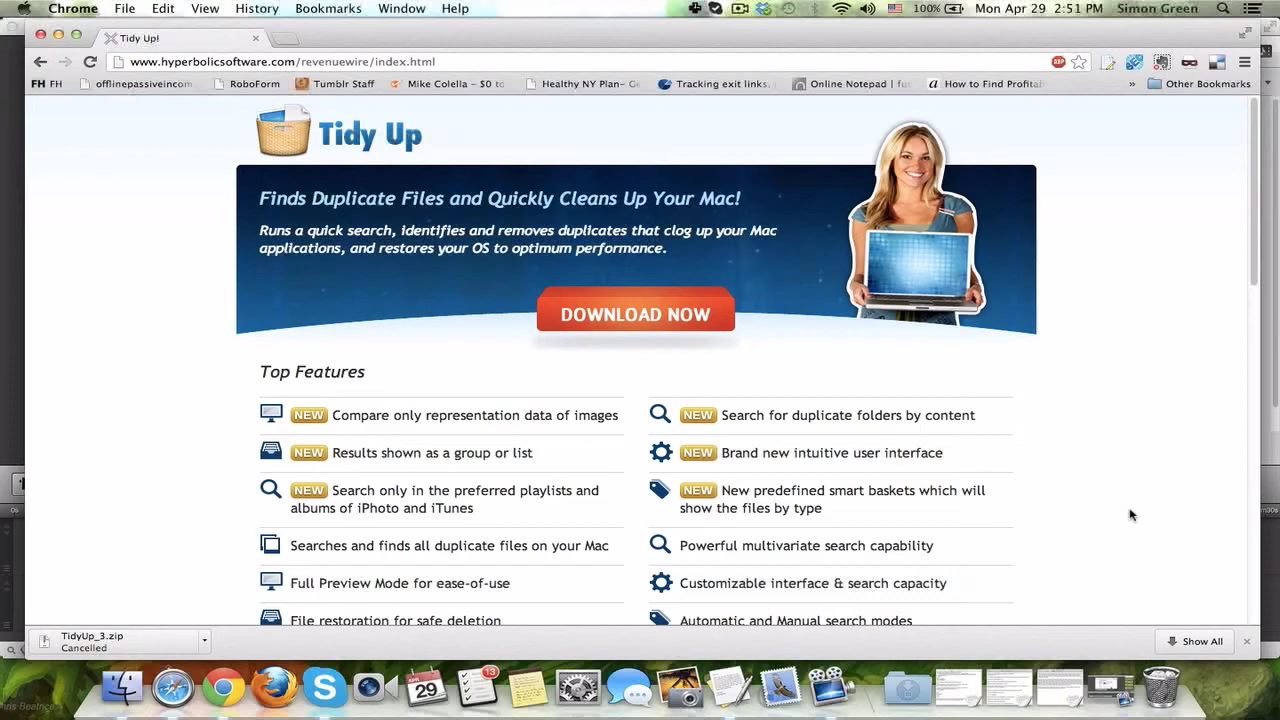 Chrome File Edit View History Bookmarks Window Help 100% Mon Apr 29 2:51 PM Simon Green
Tidy Up!
www.hyperbolicsoftware.com/revenuewire/index.html
ABP
FH FH offlinepassiveincom RoboForm Tumblr Staff Mike Colella – $0 to Healthy NY Plan– Ge Tracking exit links, Online Notepad | fu a How to Find Profitab » Other Bookmarks
Tidy Up
Finds Duplicate Files and Quickly Cleans Up Your Mac!
Runs a quick search, identifies and removes duplicates that clog up your Mac
applications, and restores your OS to optimum performance.
DOWNLOAD NOW
Top Features
NEW Compare only representation data of images
NEW Search for duplicate folders by content
NEW Results shown as a group or list
NEW Brand new intuitive user interface
NEW Search only in the preferred playlists and
albums of iPhoto and iTunes
NEW New predefined smart baskets which will
show the files by type
Searches and finds all duplicate files on your Mac
Powerful multivariate search capability
Full Preview Mode for ease-of-use
Customizable interface & search capacity
File restoration for safe deletion
Automatic and Manual search modes
TidyUp_3.zip
Cancelled
Show All
13
29
hris Beatrice